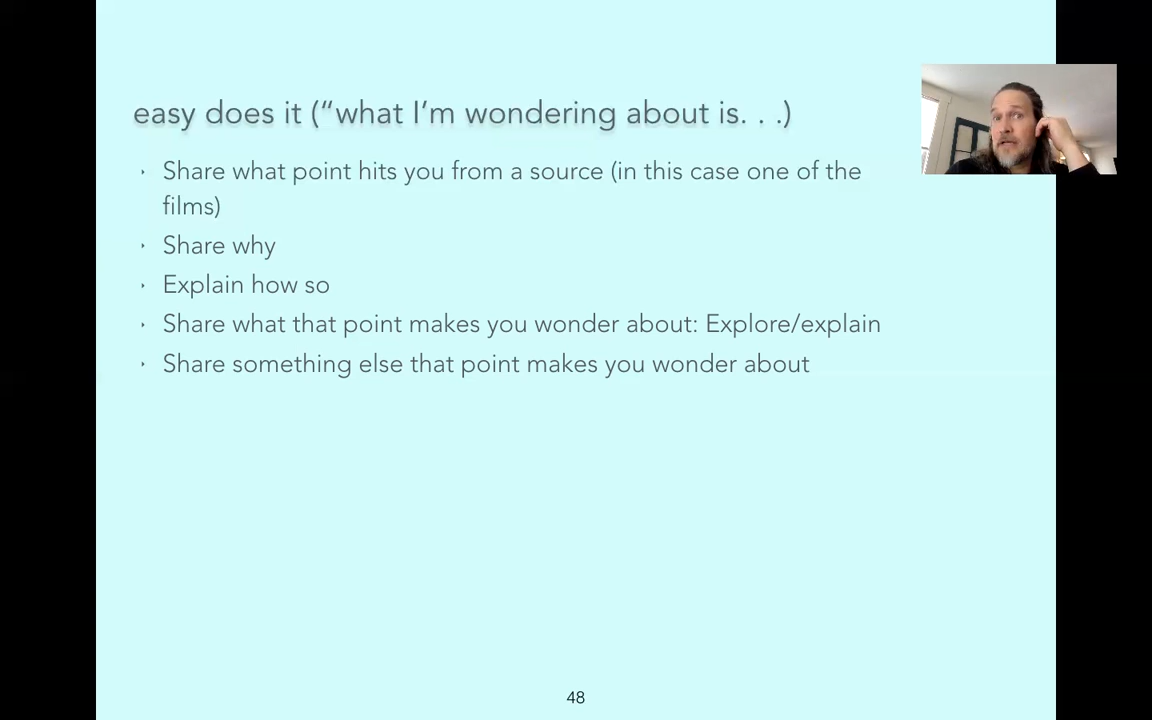 easy does it (“what I’m wondering about is. . .)
‣ Share what point hits you from a source (in this case one of the
films)
‣ Share why
‣ Explain how so
‣ Share what that point makes you wonder about: Explore/explain
‣ Share something else that point makes you wonder about
48